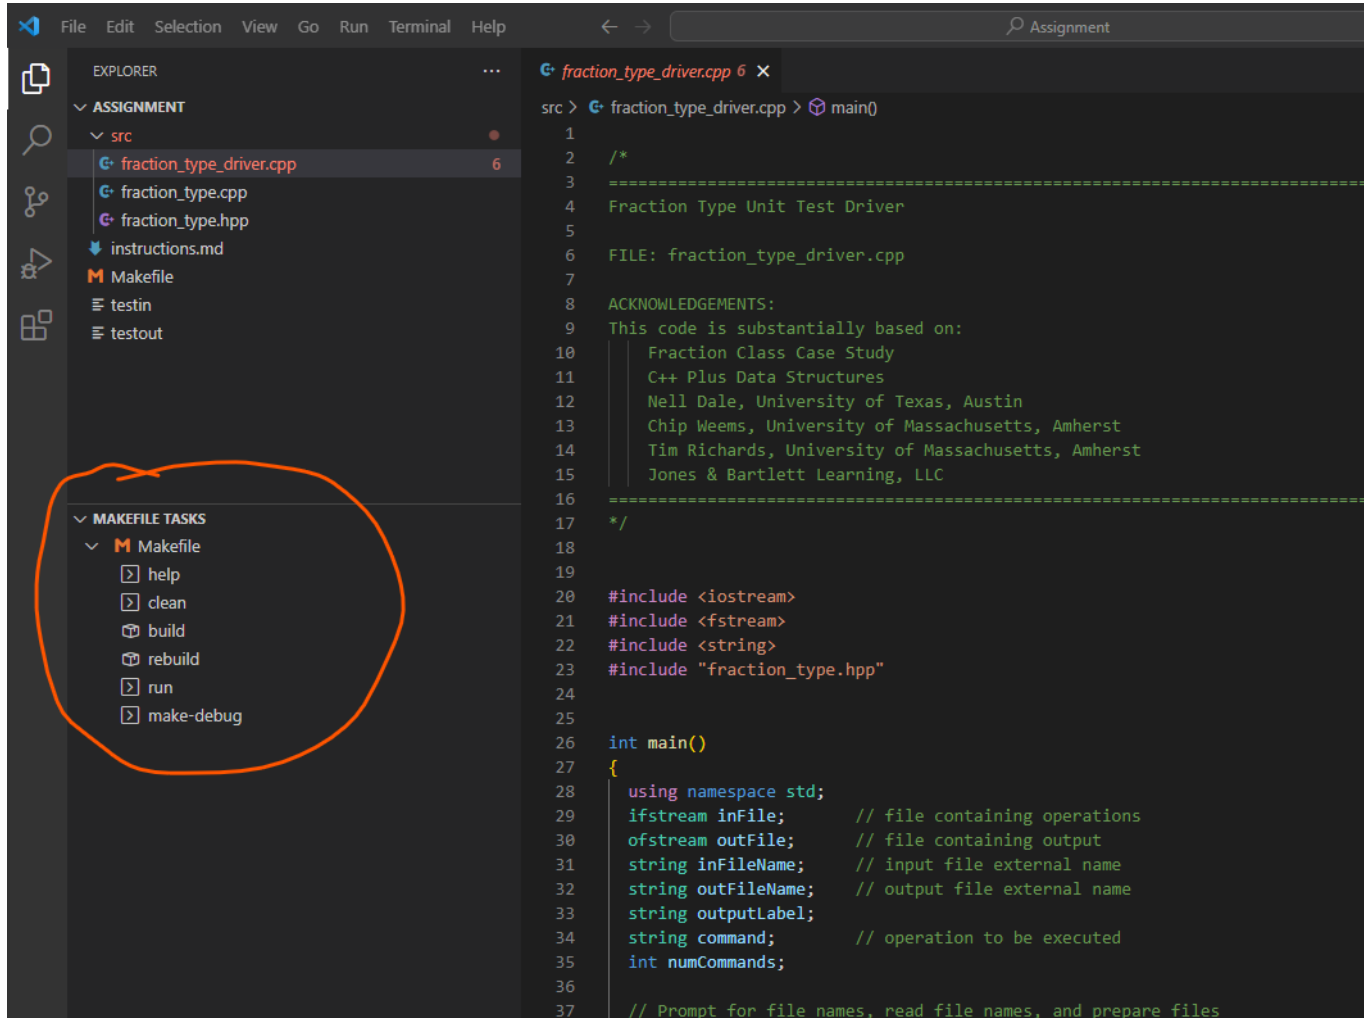 File Edit Selection View Go Run Terminal Help
Assignment
EXPLORER
ASSIGNMENT
src
fraction_type_driver.cpp 6
fraction_type.cpp
fraction_type.hpp
instructions.md
Makefile
testin
testout
MAKEFILE TASKS
Makefile
help
clean
build
rebuild
run
make-debug
fraction_type_driver.cpp 6
src > fraction_type_driver.cpp > main()
1
2 /*
3 ==============================================================================
4 Fraction Type Unit Test Driver
5
6 FILE: fraction_type_driver.cpp
7
8 ACKNOWLEDGEMENTS:
9 This code is substantially based on:
10 Fraction Class Case Study
11 C++ Plus Data Structures
12 Nell Dale, University of Texas, Austin
13 Chip Weems, University of Massachusetts, Amherst
14 Tim Richards, University of Massachusetts, Amherst
15 Jones & Bartlett Learning, LLC
16 ==============================================================================
17 */
18
19
20 #include <iostream>
21 #include <fstream>
22 #include <string>
23 #include "fraction_type.hpp"
24
25
26 int main()
27 {
28 using namespace std;
29 ifstream inFile; // file containing operations
30 ofstream outFile; // file containing output
31 string inFileName; // input file external name
32 string outFileName; // output file external name
33 string outputLabel;
34 string command; // operation to be executed
35 int numCommands;
36
37 // Prompt for file names, read file names, and prepare files